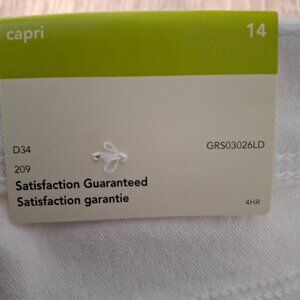 capri 14
D34 GRS03026LD
209
Satisfaction Guaranteed
Satisfaction garantie
4HR